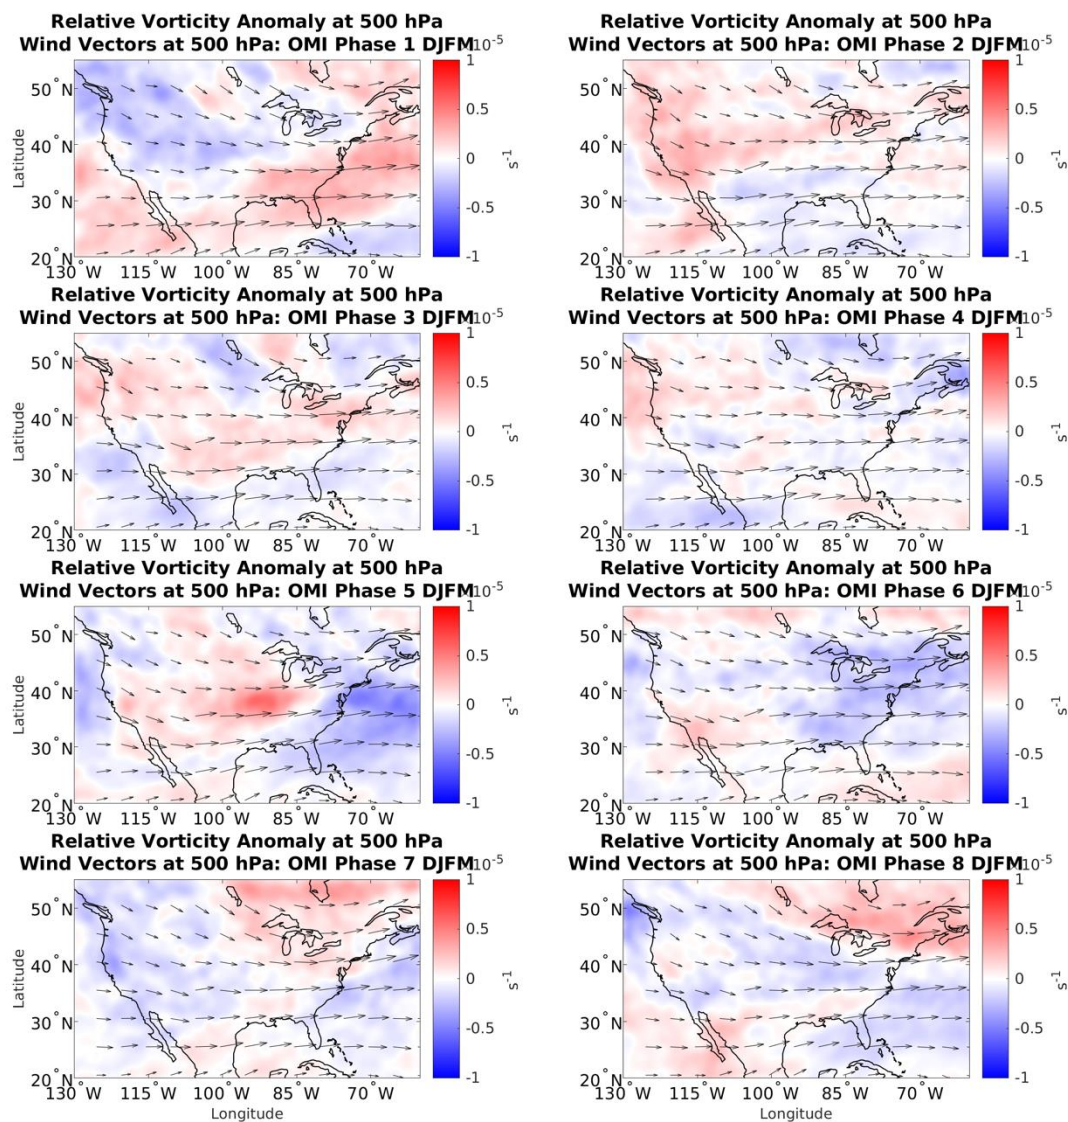 Relative Vorticity Anomaly at 500 hPa
Wind Vectors at 500 hPa: OMI Phase 1 DJFM
10⁻⁵
1
0.5
0
-0.5
-1
s⁻¹
50° N
40° N
30° N
20° N
Latitude
130° W 115° W 100° W 85° W 70° W
Relative Vorticity Anomaly at 500 hPa
Wind Vectors at 500 hPa: OMI Phase 2 DJFM
10⁻⁵
1
0.5
0
-0.5
-1
s⁻¹
50° N
40° N
30° N
20° N
130° W 115° W 100° W 85° W 70° W
Relative Vorticity Anomaly at 500 hPa
Wind Vectors at 500 hPa: OMI Phase 3 DJFM
10⁻⁵
1
0.5
0
-0.5
-1
s⁻¹
50° N
40° N
30° N
20° N
Latitude
130° W 115° W 100° W 85° W 70° W
Relative Vorticity Anomaly at 500 hPa
Wind Vectors at 500 hPa: OMI Phase 4 DJFM
10⁻⁵
1
0.5
0
-0.5
-1
s⁻¹
50° N
40° N
30° N
20° N
130° W 115° W 100° W 85° W 70° W
Relative Vorticity Anomaly at 500 hPa
Wind Vectors at 500 hPa: OMI Phase 5 DJFM
10⁻⁵
1
0.5
0
-0.5
-1
s⁻¹
50° N
40° N
30° N
20° N
Latitude
130° W 115° W 100° W 85° W 70° W
Relative Vorticity Anomaly at 500 hPa
Wind Vectors at 500 hPa: OMI Phase 6 DJFM
10⁻⁵
1
0.5
0
-0.5
-1
s⁻¹
50° N
40° N
30° N
20° N
130° W 115° W 100° W 85° W 70° W
Relative Vorticity Anomaly at 500 hPa
Wind Vectors at 500 hPa: OMI Phase 7 DJFM
10⁻⁵
1
0.5
0
-0.5
-1
s⁻¹
50° N
40° N
30° N
20° N
Latitude
130° W 115° W 100° W 85° W 70° W
Longitude
Relative Vorticity Anomaly at 500 hPa
Wind Vectors at 500 hPa: OMI Phase 8 DJFM
10⁻⁵
1
0.5
0
-0.5
-1
s⁻¹
50° N
40° N
30° N
20° N
130° W 115° W 100° W 85° W 70° W
Longitude